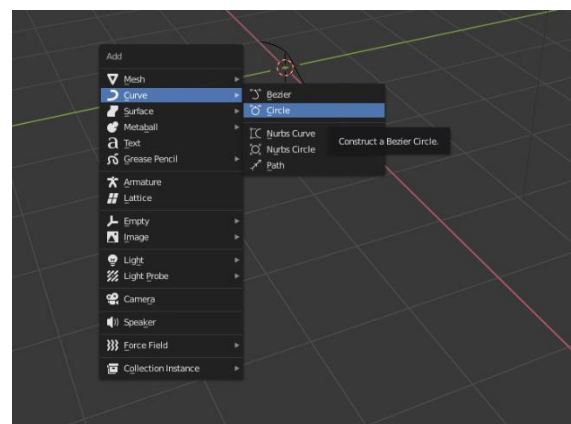 Add
Mesh
Curve
Surface
Metaball
Text
Grease Pencil
Armature
Lattice
Empty
Image
Light
Light Probe
Camera
Speaker
Force Field
Collection Instance
Bezier
Circle
Nurbs Curve
Nurbs Circle
Path
Construct a Bezier Circle.